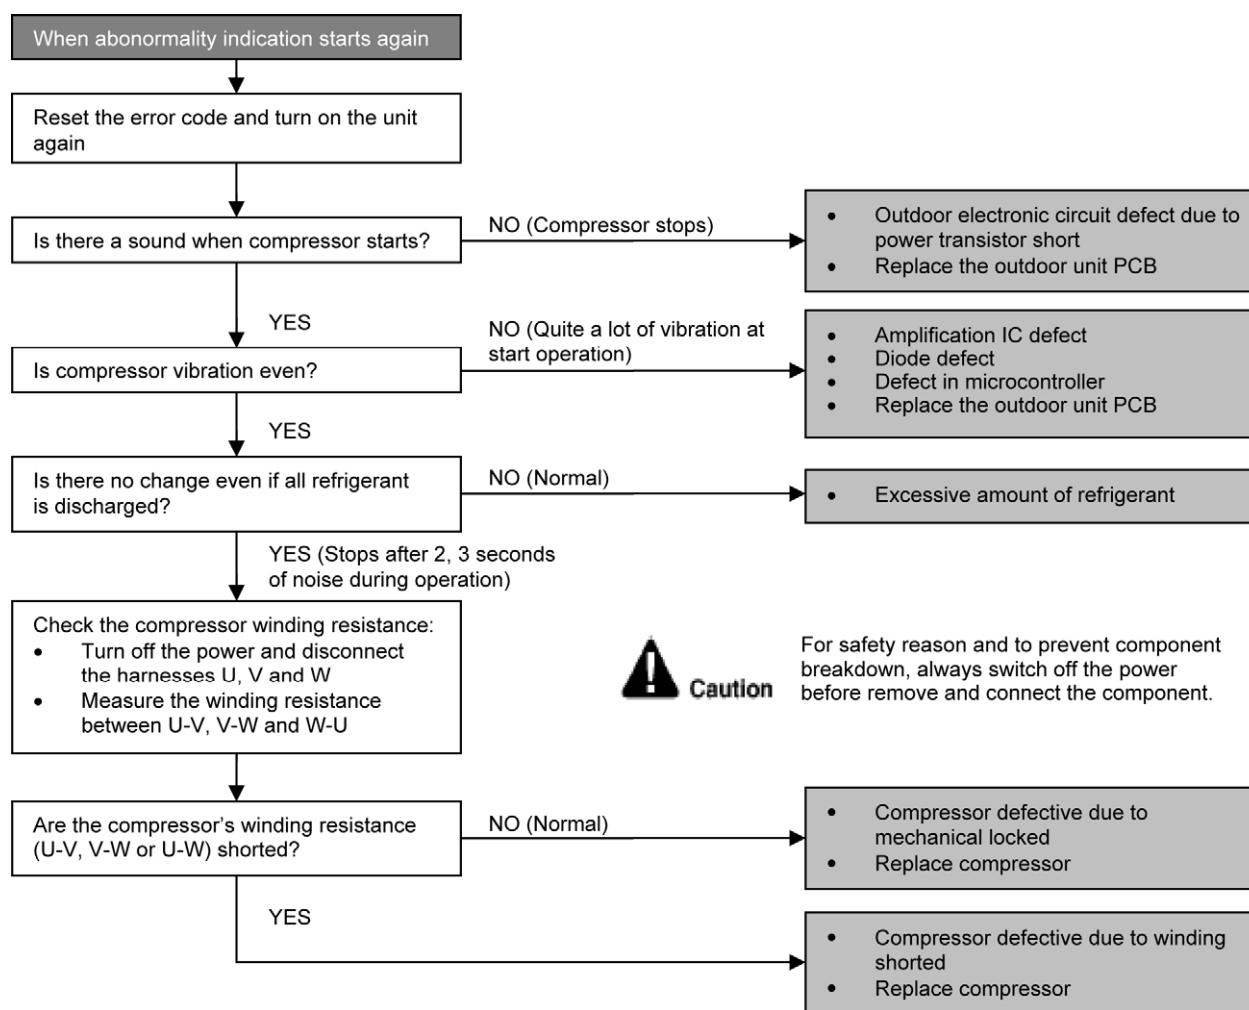 When abonormality indication starts again
Reset the error code and turn on the unit
again
Is there a sound when compressor starts?
NO (Compressor stops)
• Outdoor electronic circuit defect due to
power transistor short
• Replace the outdoor unit PCB
YES
Is compressor vibration even?
NO (Quite a lot of vibration at
start operation)
• Amplification IC defect
• Diode defect
• Defect in microcontroller
• Replace the outdoor unit PCB
YES
Is there no change even if all refrigerant
is discharged?
NO (Normal)
• Excessive amount of refrigerant
YES (Stops after 2, 3 seconds
of noise during operation)
Check the compressor winding resistance:
• Turn off the power and disconnect
the harnesses U, V and W
• Measure the winding resistance
between U-V, V-W and W-U
Caution
For safety reason and to prevent component
breakdown, always switch off the power
before remove and connect the component.
Are the compressor’s winding resistance
(U-V, V-W or U-W) shorted?
NO (Normal)
• Compressor defective due to
mechanical locked
• Replace compressor
YES
• Compressor defective due to winding
shorted
• Replace compressor